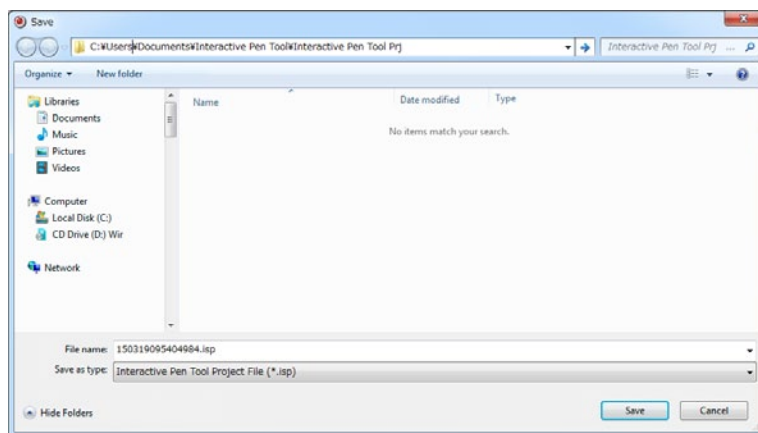 Save
C:¥Users¥Documents¥Interactive Pen Tool¥Interactive Pen Tool Prj
Interactive Pen Tool Prj ...
Organize
New folder
Libraries
Documents
Music
Pictures
Videos
Computer
Local Disk (C:)
CD Drive (D:) Wir
Network
Name
Date modified
Type
No items match your search.
File name: 150319095404984.isp
Save as type: Interactive Pen Tool Project File (*.isp)
Hide Folders
Save
Cancel